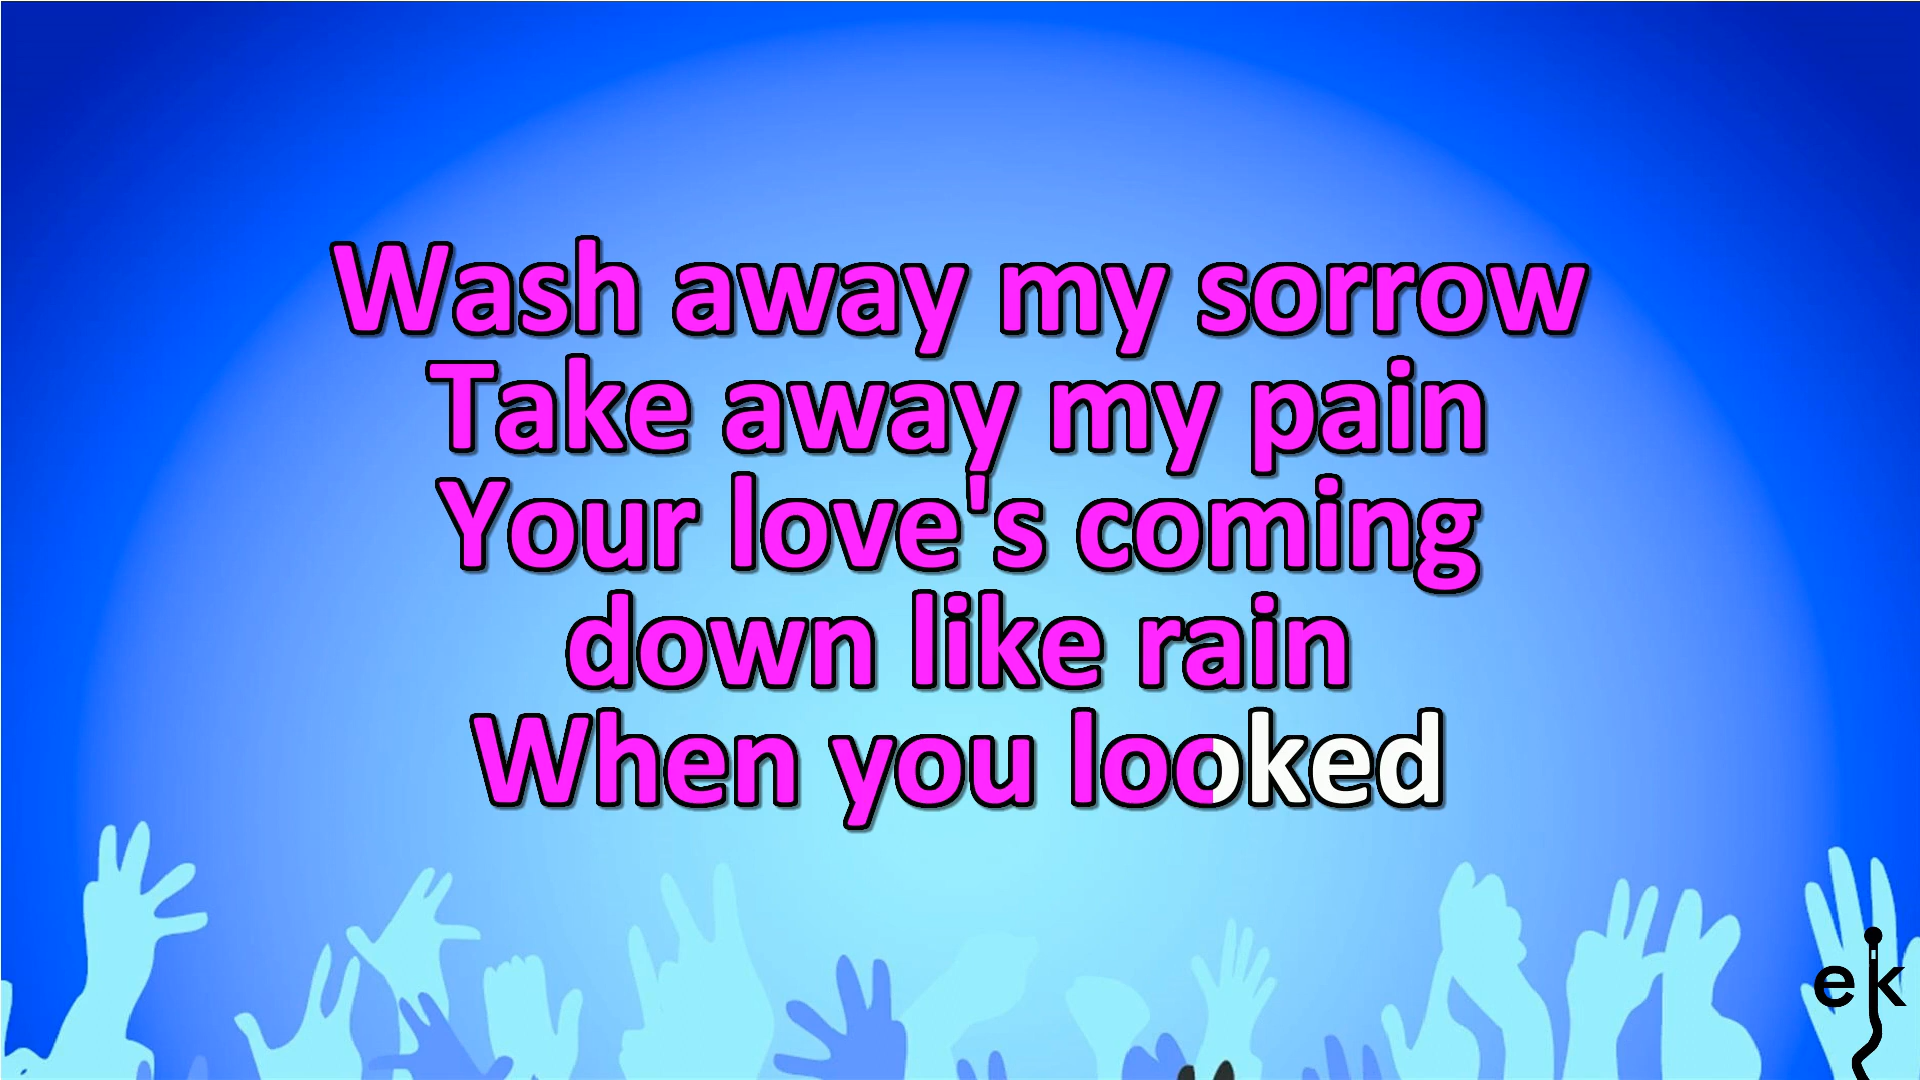 Wash away my sorrow
Take away my pain
Your love's coming
down like rain
When you looked
ek